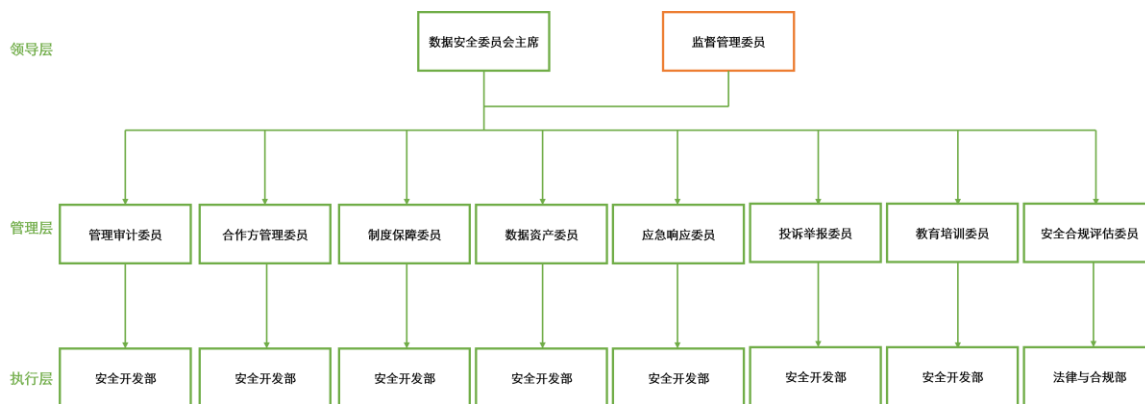 领导层
数据安全委员会主席
监督管理委员
管理层
管理审计委员
合作方管理委员
制度保障委员
数据资产委员
应急响应委员
投诉举报委员
教育培训委员
安全合规评估委员
执行层
安全开发部
安全开发部
安全开发部
安全开发部
安全开发部
安全开发部
安全开发部
法律与合规部